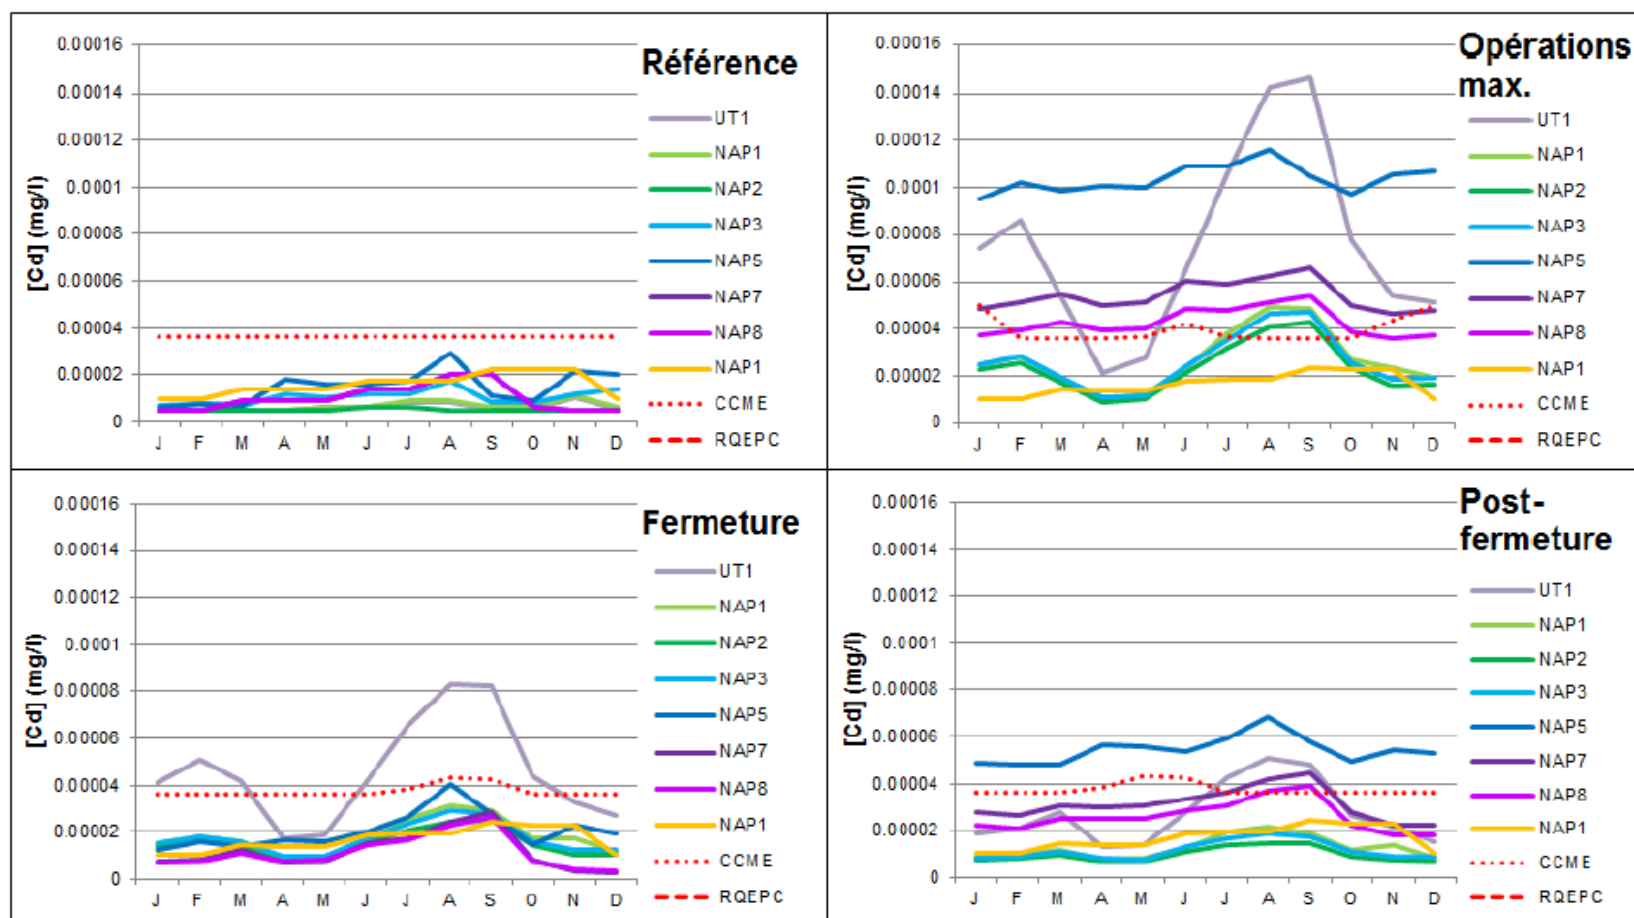 Référence
[Cd] (mg/l)
0.00016
0.00014
0.00012
0.0001
0.00008
0.00006
0.00004
0.00002
0
J F M A M J J A S O N D
UT1
NAP1
NAP2
NAP3
NAP5
NAP7
NAP8
NAP1
CCME
RQEPC
Opérations
max.
[Cd] (mg/l)
0.00016
0.00014
0.00012
0.0001
0.00008
0.00006
0.00004
0.00002
0
J F M A M J J A S O N D
UT1
NAP1
NAP2
NAP3
NAP5
NAP7
NAP8
NAP1
CCME
RQEPC
Fermeture
[Cd] (mg/l)
0.00016
0.00014
0.00012
0.0001
0.00008
0.00006
0.00004
0.00002
0
J F M A M J J A S O N D
UT1
NAP1
NAP2
NAP3
NAP5
NAP7
NAP8
NAP1
CCME
RQEPC
Post-
fermeture
[Cd] (mg/l)
0.00016
0.00014
0.00012
0.0001
0.00008
0.00006
0.00004
0.00002
0
J F M A M J J A S O N D
UT1
NAP1
NAP2
NAP3
NAP5
NAP7
NAP8
NAP1
CCME
RQEPC